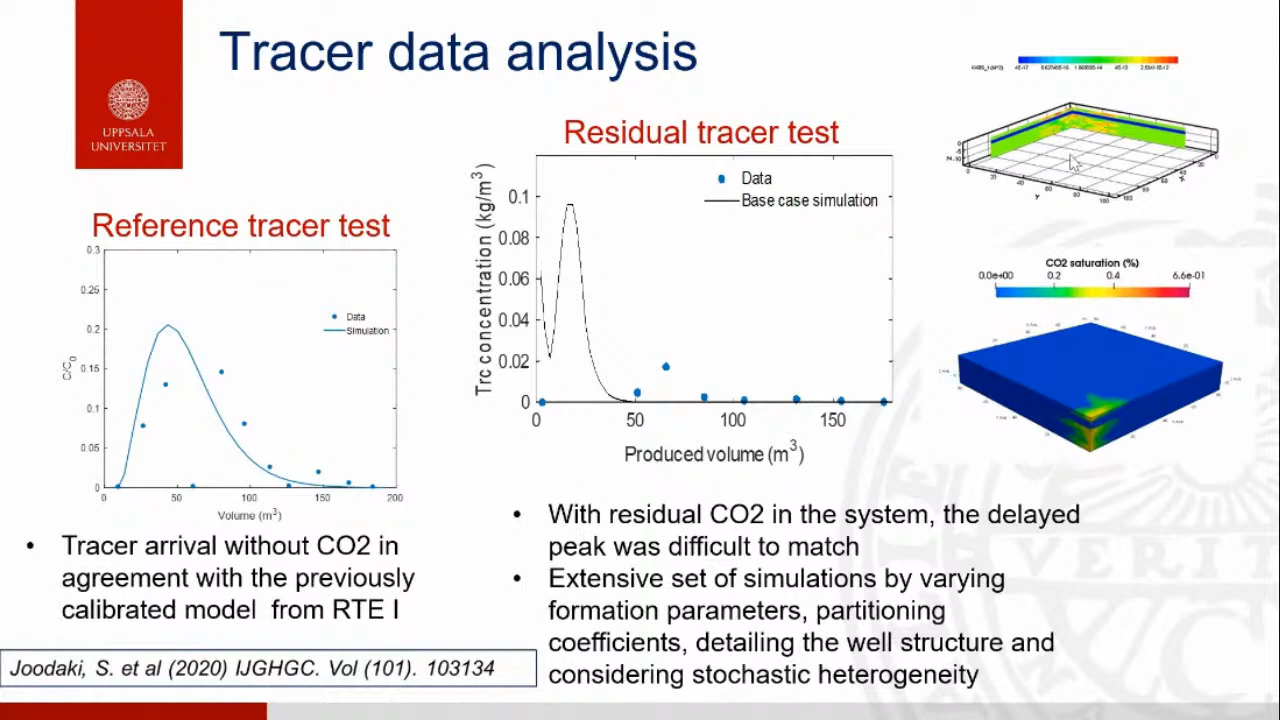 Tracer data analysis
UPPSALA
UNIVERSITET
Reference tracer test
0.3
0.25
0.2
0.15
0.1
0.05
0
C/C0
0 50 100 150 200
Volume (m3)
Data
Simulation
Residual tracer test
Trc concentration (kg/m3)
0.1
0.08
0.06
0.04
0.02
0
0 50 100 150
Produced volume (m3)
Data
Base case simulation
CO2 saturation (%)
0.0e+00 0.2 0.4 6.6e-01
• Tracer arrival without CO2 in
agreement with the previously
calibrated model from RTE I
• With residual CO2 in the system, the delayed
peak was difficult to match
• Extensive set of simulations by varying
formation parameters, partitioning
coefficients, detailing the well structure and
considering stochastic heterogeneity
Joodaki, S. et al (2020) IJGHGC. Vol (101). 103134
VERIT